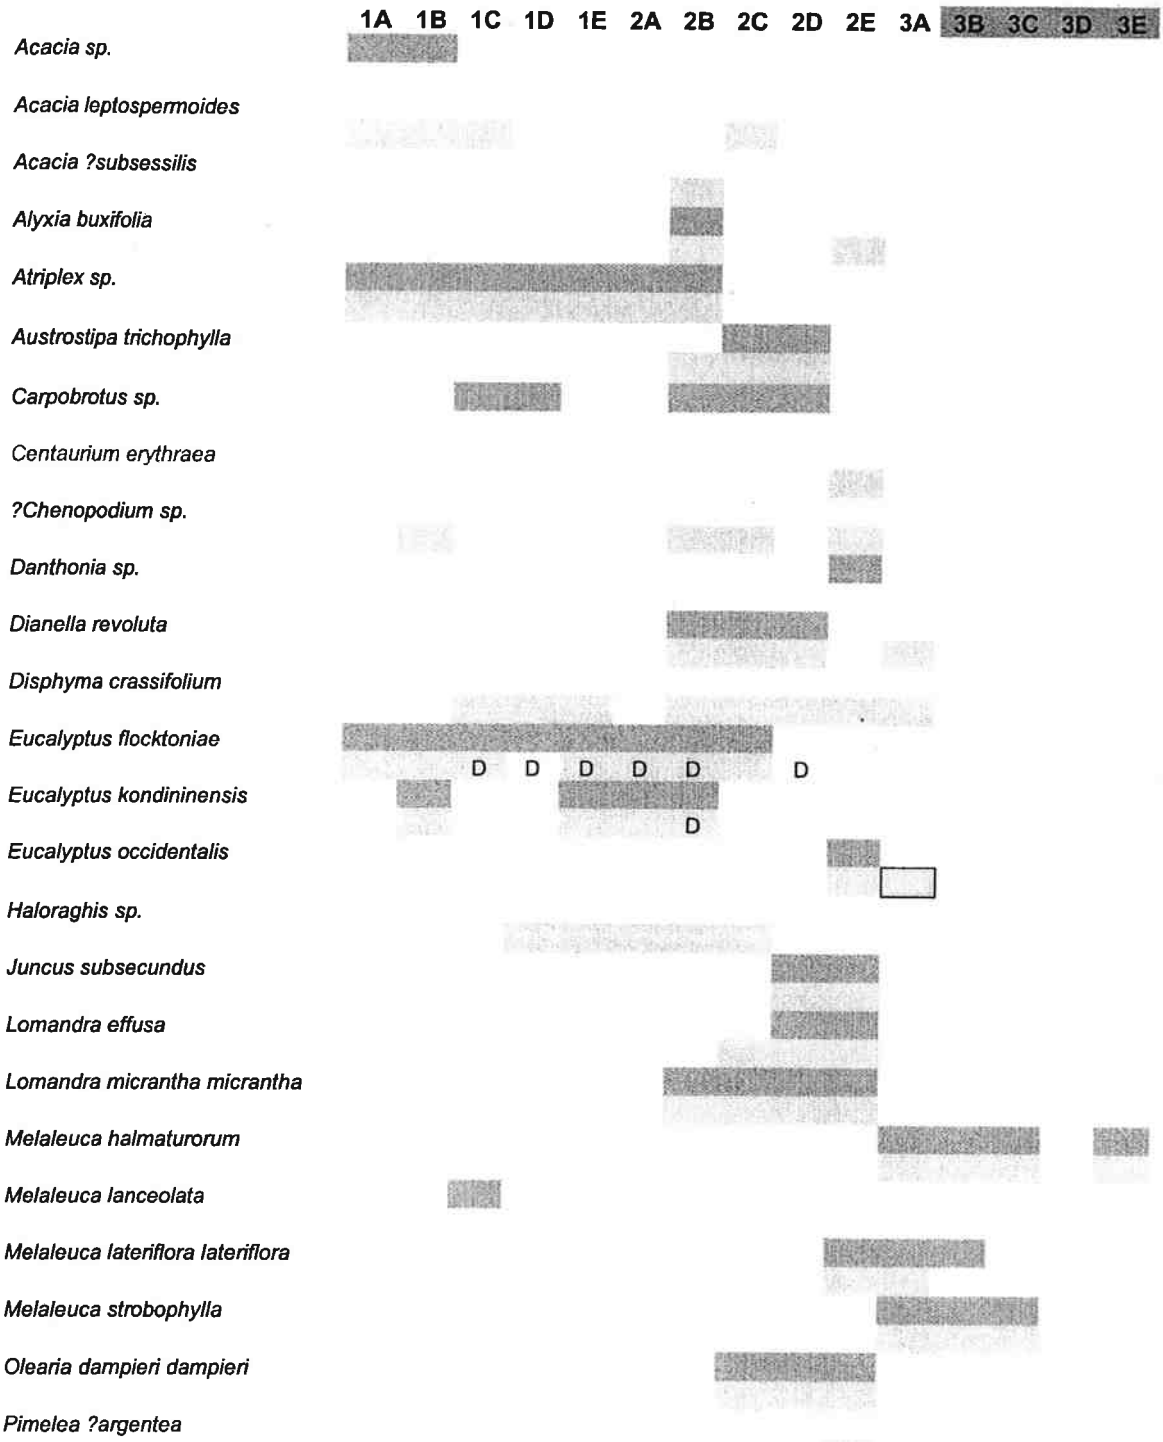 1A 1B 1C 1D 1E 2A 2B 2C 2D 2E 3A 3B 3C 3D 3E
Acacia sp.
Acacia leptospermoides
Acacia ?subsessilis
Alyxia buxifolia
Atriplex sp.
Austrostipa trichophylla
Carpobrotus sp.
Centaurium erythraea
?Chenopodium sp.
Danthonia sp.
Dianella revoluta
Disphyma crassifolium
Eucalyptus flocktoniae
D D D D D D
Eucalyptus kondininensis
D
Eucalyptus occidentalis
Haloraghis sp.
Juncus subsecundus
Lomandra effusa
Lomandra micrantha micrantha
Melaleuca halmaturorum
Melaleuca lanceolata
Melaleuca lateriflora lateriflora
Melaleuca strobophylla
Olearia dampieri dampieri
Pimelea ?argentea